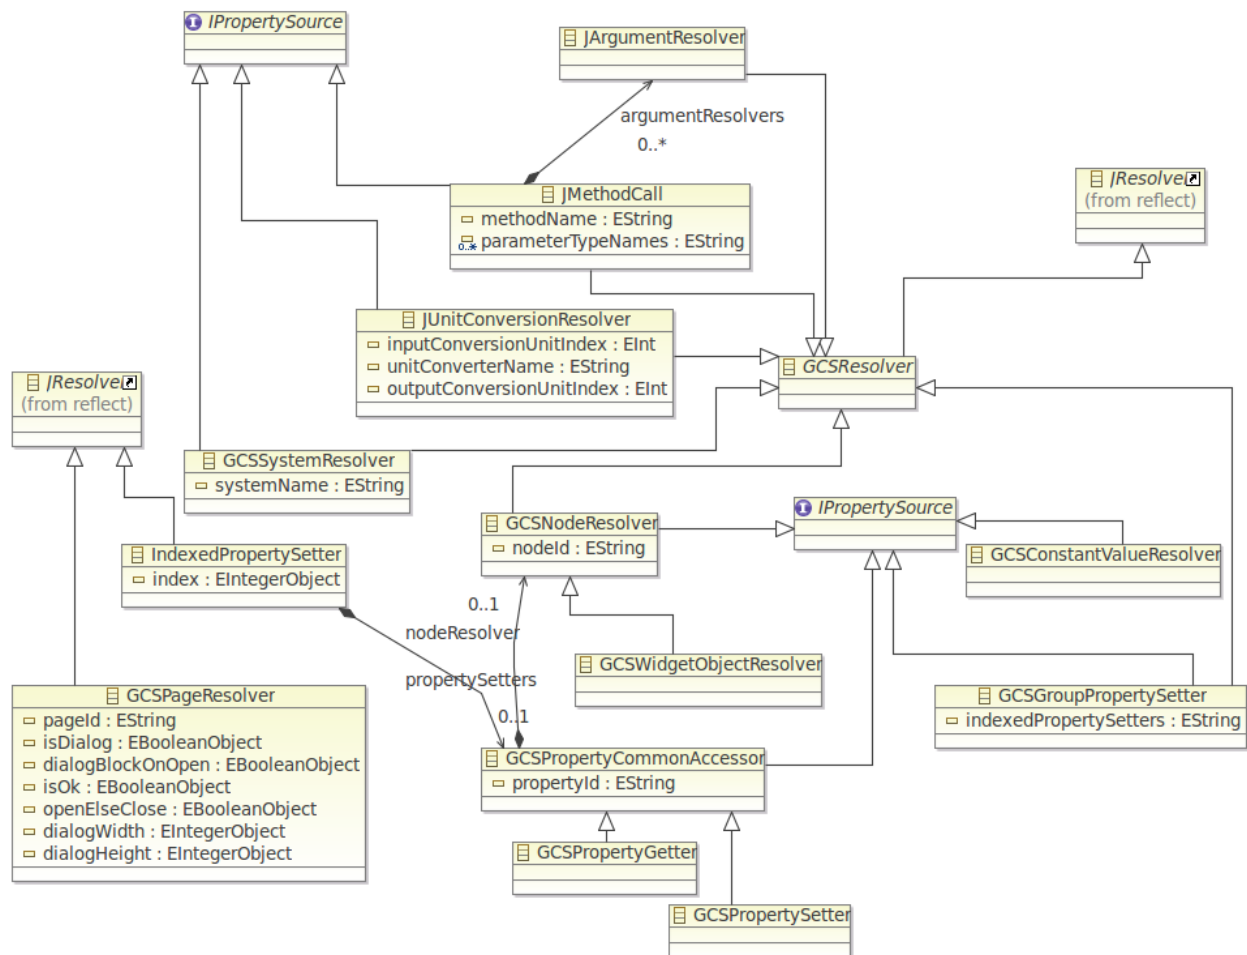 IPropertySource
JArgumentResolver
argumentResolvers
0..*
JResolver
(from reflect)
JMethodCall
methodName : EString
0..* parameterTypeNames : EString
JUnitConversionResolver
inputConversionUnitIndex : EInt
unitConverterName : EString
outputConversionUnitIndex : EInt
GCSResolver
JResolver
(from reflect)
GCSSystemResolver
systemName : EString
IPropertySource
GCSNodeResolver
nodeId : EString
GCSConstantValueResolver
IndexedPropertySetter
index : EIntegerObject
0..1
nodeResolver
GCSWidgetObjectResolver
propertySetters
0..1
GCSPageResolver
pageId : EString
isDialog : EBooleanObject
dialogBlockOnOpen : EBooleanObject
isOk : EBooleanObject
openElseClose : EBooleanObject
dialogWidth : EIntegerObject
dialogHeight : EIntegerObject
GCSGroupPropertySetter
indexedPropertySetters : EString
GCSPropertyCommonAccessor
propertyId : EString
GCSPropertyGetter
GCSPropertySetter